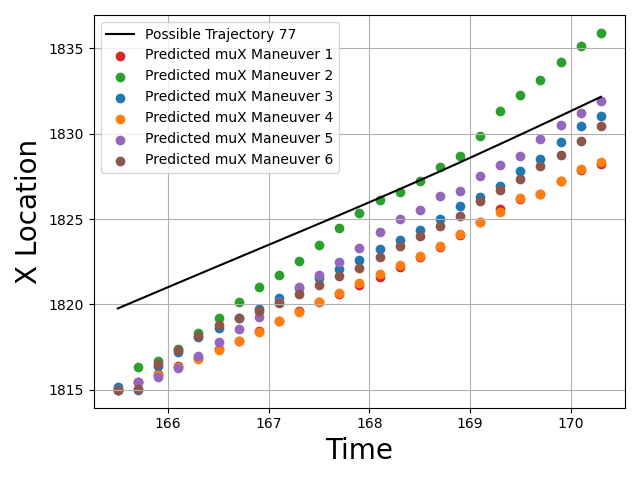 Possible Trajectory 77
Predicted muX Maneuver 1
Predicted muX Maneuver 2
Predicted muX Maneuver 3
Predicted muX Maneuver 4
Predicted muX Maneuver 5
Predicted muX Maneuver 6
X Location
1835
1830
1825
1820
1815
166 167 168 169 170
Time